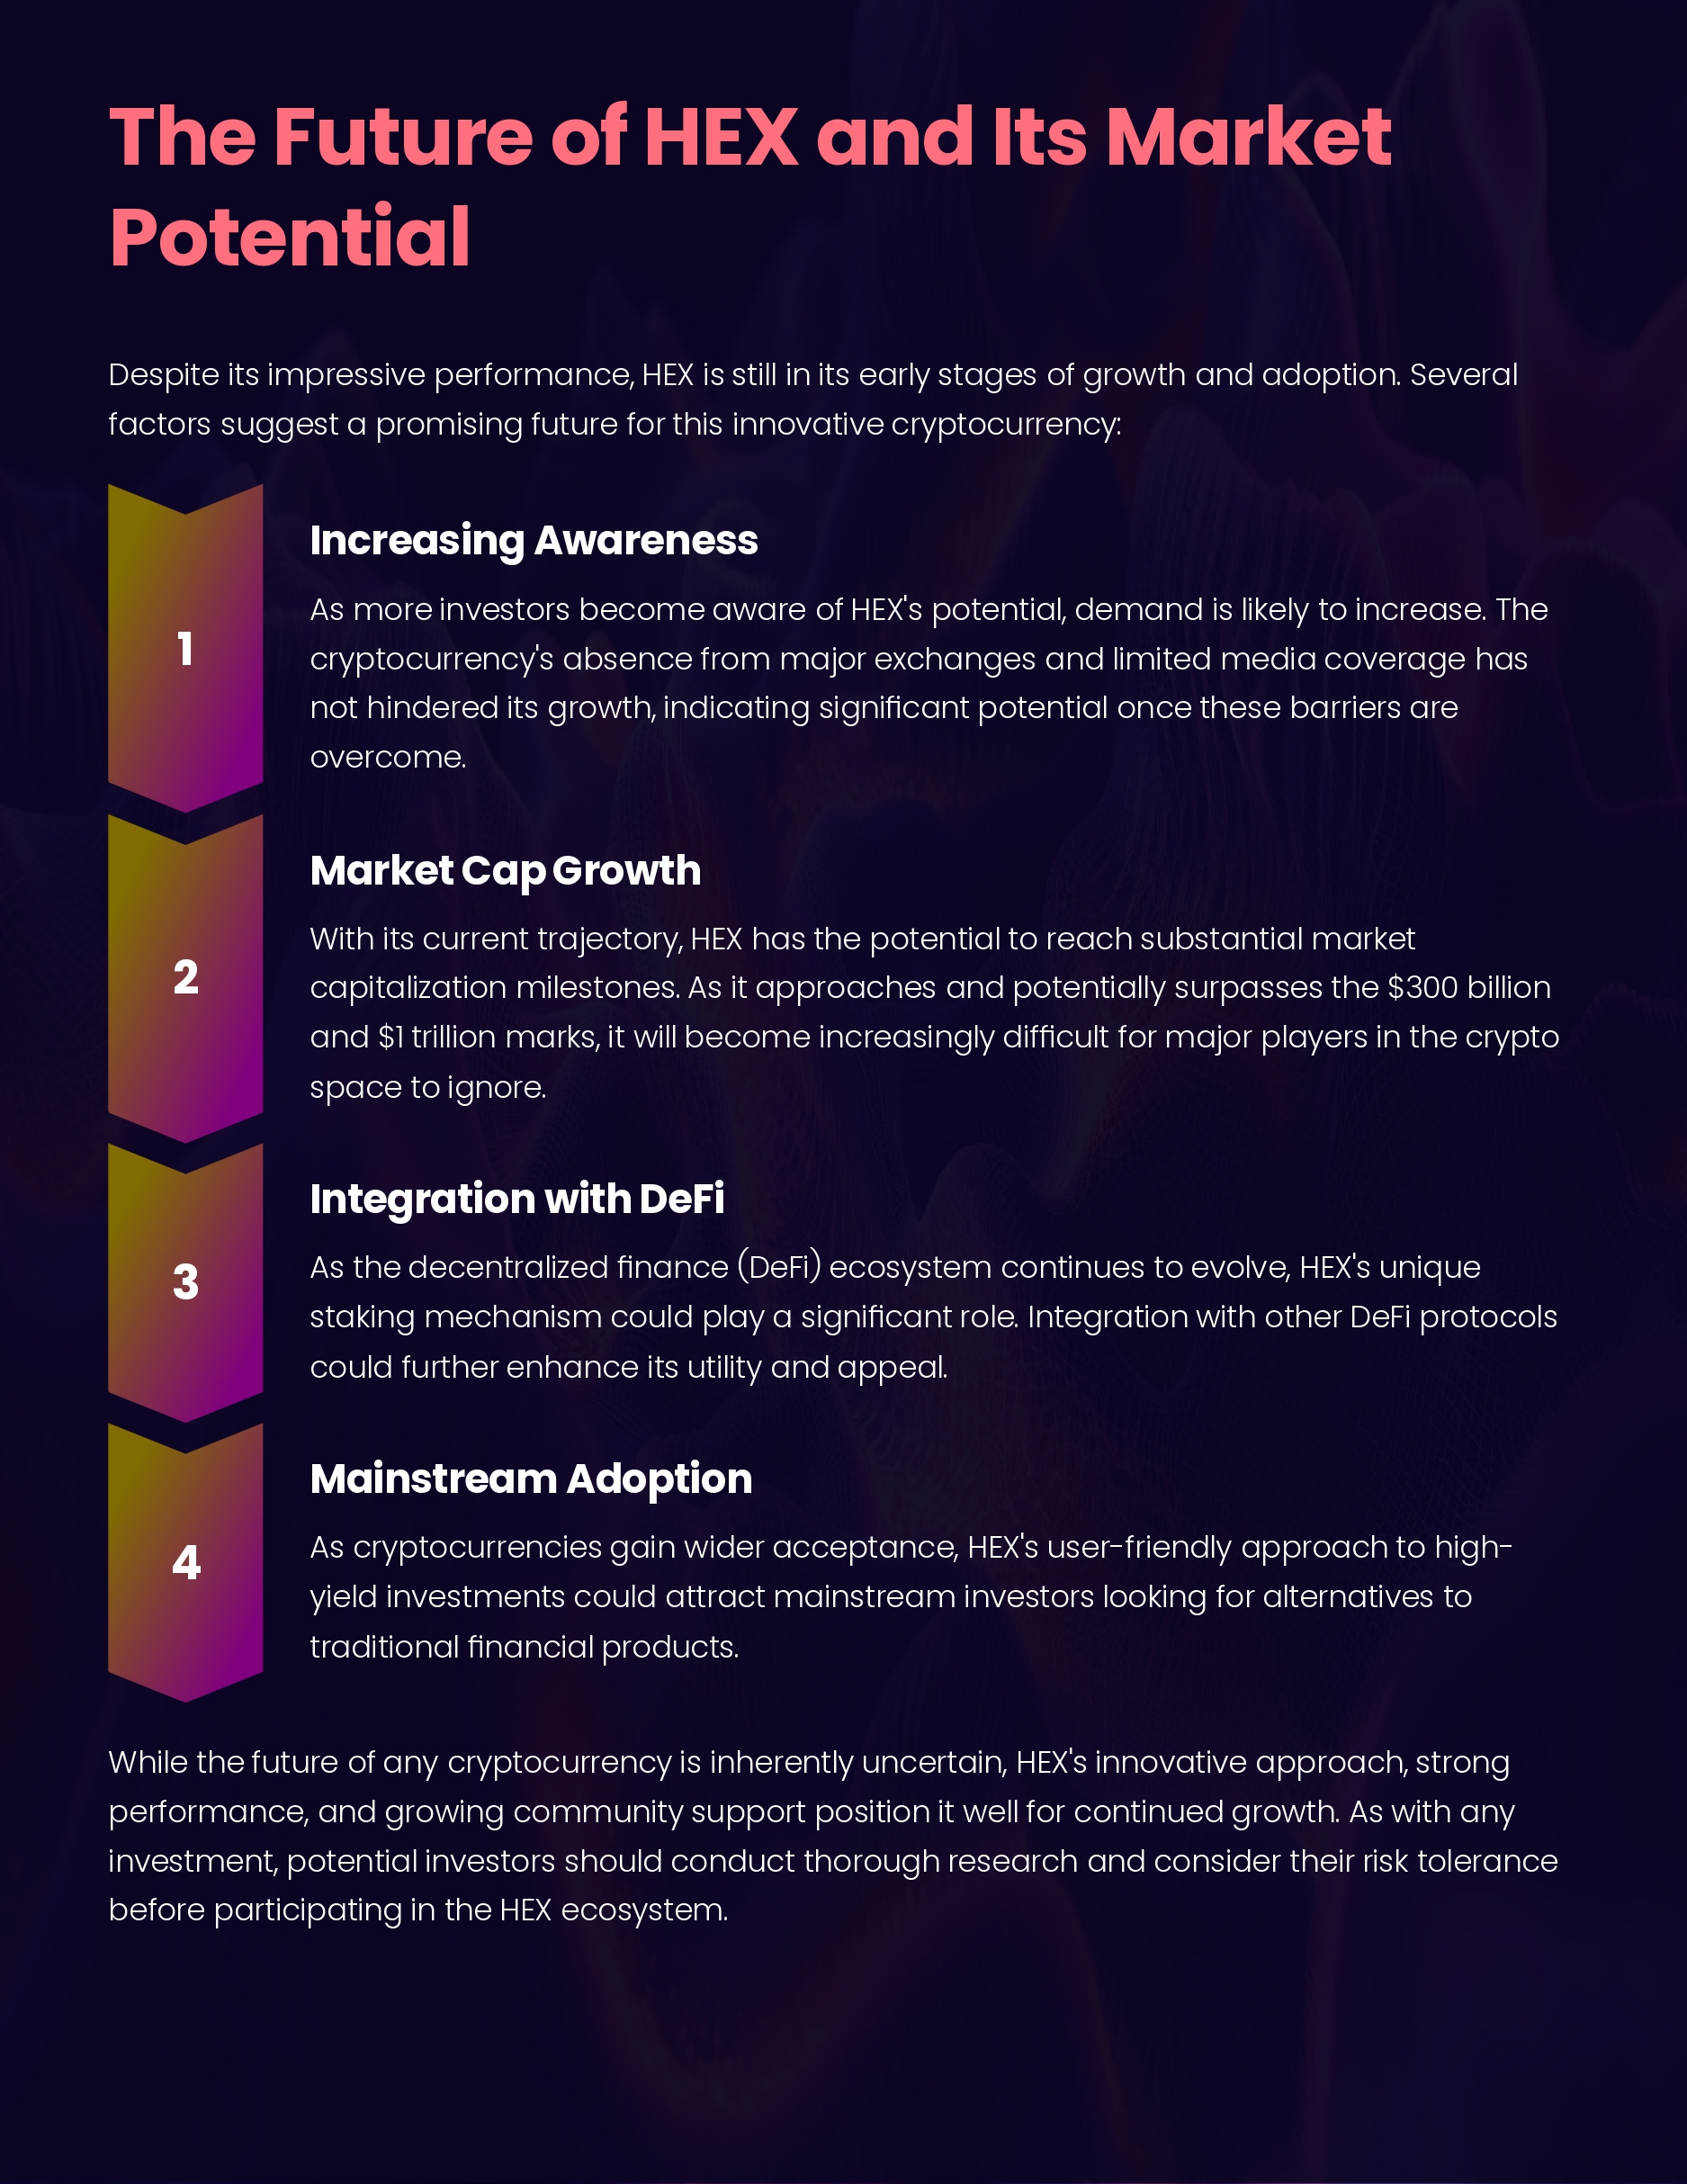 The Future of HEX and Its Market
Potential
Despite its impressive performance, HEX is still in its early stages of growth and adoption. Several
factors suggest a promising future for this innovative cryptocurrency:
1
Increasing Awareness
As more investors become aware of HEX's potential, demand is likely to increase. The
cryptocurrency's absence from major exchanges and limited media coverage has
not hindered its growth, indicating significant potential once these barriers are
overcome.
2
Market Cap Growth
With its current trajectory, HEX has the potential to reach substantial market
capitalization milestones. As it approaches and potentially surpasses the $300 billion
and $1 trillion marks, it will become increasingly difficult for major players in the crypto
space to ignore.
3
Integration with DeFi
As the decentralized finance (DeFi) ecosystem continues to evolve, HEX's unique
staking mechanism could play a significant role. Integration with other DeFi protocols
could further enhance its utility and appeal.
4
Mainstream Adoption
As cryptocurrencies gain wider acceptance, HEX's user-friendly approach to high-
yield investments could attract mainstream investors looking for alternatives to
traditional financial products.
While the future of any cryptocurrency is inherently uncertain, HEX's innovative approach, strong
performance, and growing community support position it well for continued growth. As with any
investment, potential investors should conduct thorough research and consider their risk tolerance
before participating in the HEX ecosystem.